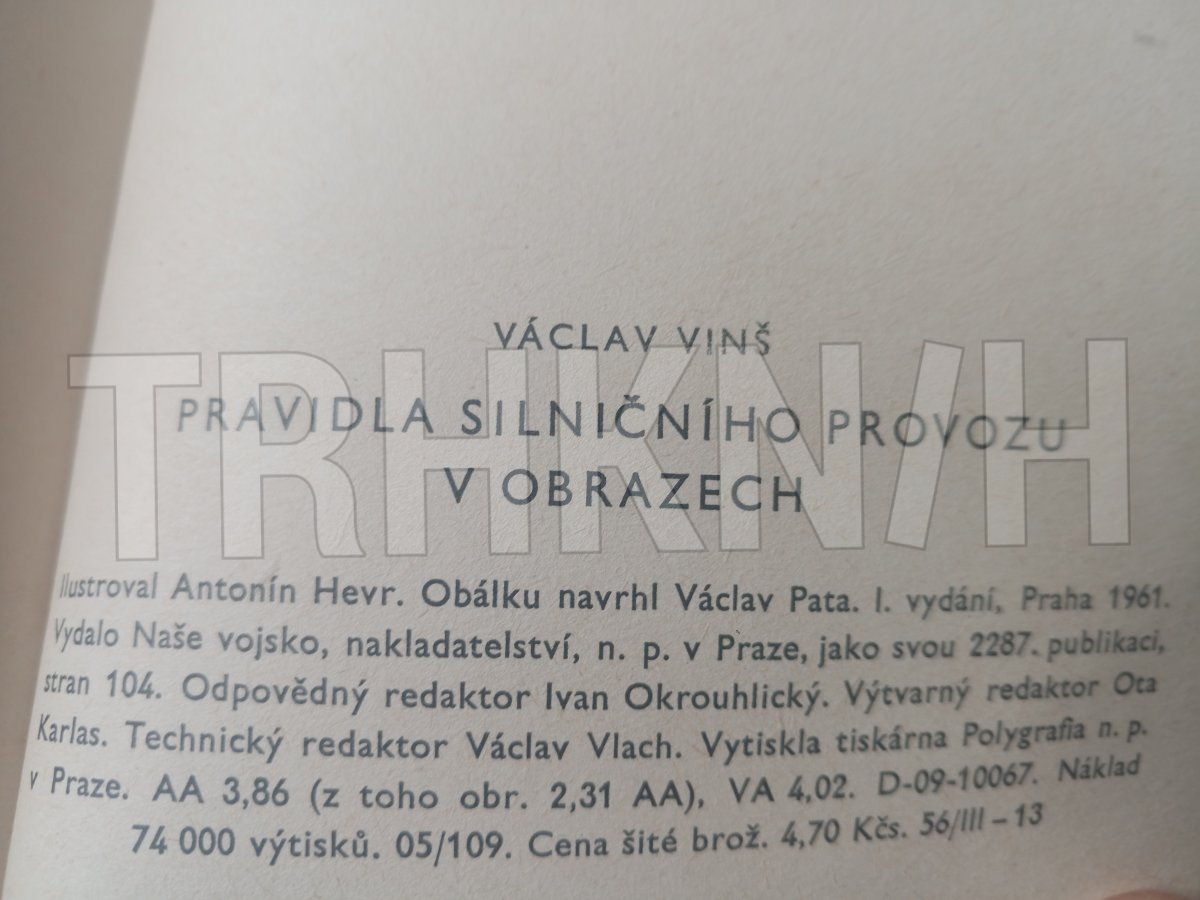 VÁCLAV VINŠ
PRAVIDLA SILNIČNÍHO PROVOZU
V OBRAZECH
TRHKN/H
Ilustroval Antonín Hevr. Obálku navrhl Václav Pata. I. vydání, Praha 1961.
Vydalo Naše vojsko, nakladatelství, n. p. v Praze, jako svou 2287. publikaci,
stran 104. Odpovědný redaktor Ivan Okrouhlický. Výtvarný redaktor Ota
Karlas. Technický redaktor Václav Vlach. Vytiskla tiskárna Polygrafia n. p.
v Praze. AA 3,86 (z toho obr. 2,31 AA), VA 4,02. D-09-10067. Náklad
74 000 výtisků. 05/109. Cena šité brož. 4,70 Kčs. 56/III – 13